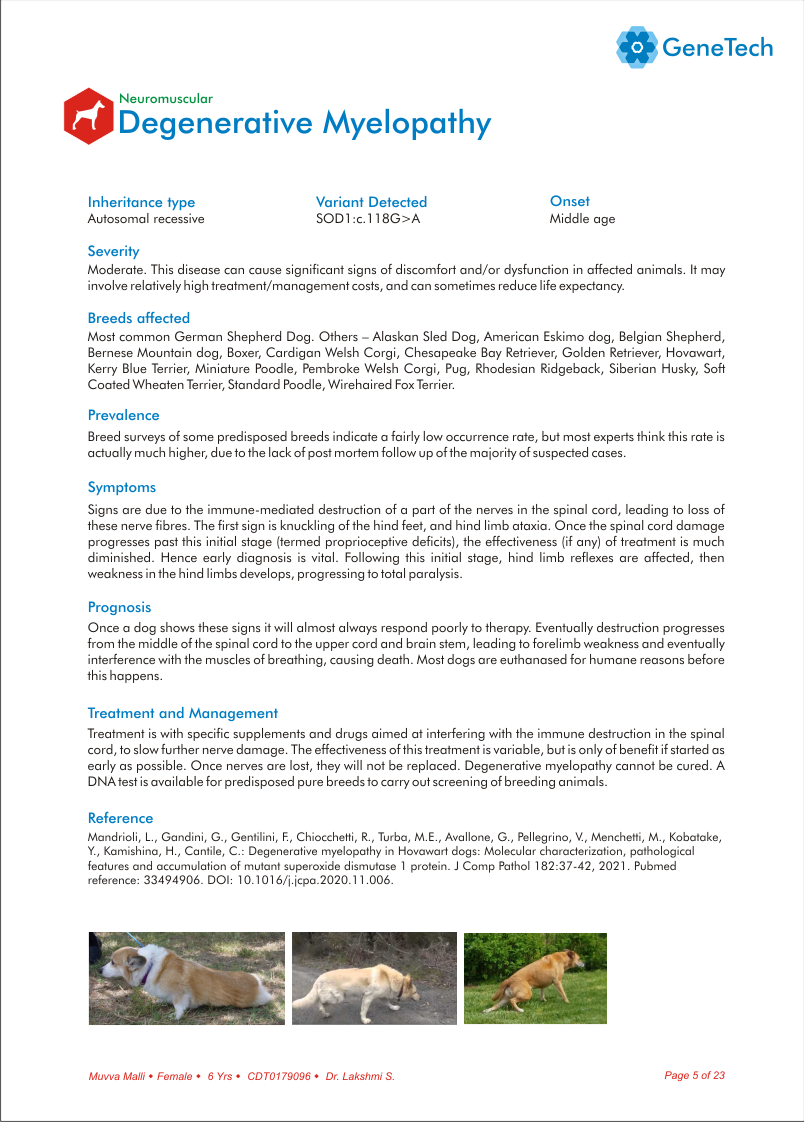 GeneTech
Neuromuscular
Degenerative Myelopathy
Inheritance type
Autosomal recessive
Variant Detected
SOD1:c.118G>A
Onset
Middle age
Severity
Moderate. This disease can cause significant signs of discomfort and/or dysfunction in affected animals. It may
involve relatively high treatment/management costs, and can sometimes reduce life expectancy.
Breeds affected
Most common German Shepherd Dog. Others – Alaskan Sled Dog, American Eskimo dog, Belgian Shepherd,
Bernese Mountain dog, Boxer, Cardigan Welsh Corgi, Chesapeake Bay Retriever, Golden Retriever, Hovawart,
Kerry Blue Terrier, Miniature Poodle, Pembroke Welsh Corgi, Pug, Rhodesian Ridgeback, Siberian Husky, Soft
Coated Wheaten Terrier, Standard Poodle, Wirehaired Fox Terrier.
Prevalence
Breed surveys of some predisposed breeds indicate a fairly low occurrence rate, but most experts think this rate is
actually much higher, due to the lack of post mortem follow up of the majority of suspected cases.
Symptoms
Signs are due to the immune-mediated destruction of a part of the nerves in the spinal cord, leading to loss of
these nerve fibres. The first sign is knuckling of the hind feet, and hind limb ataxia. Once the spinal cord damage
progresses past this initial stage (termed proprioceptive deficits), the effectiveness (if any) of treatment is much
diminished. Hence early diagnosis is vital. Following this initial stage, hind limb reflexes are affected, then
weakness in the hind limbs develops, progressing to total paralysis.
Prognosis
Once a dog shows these signs it will almost always respond poorly to therapy. Eventually destruction progresses
from the middle of the spinal cord to the upper cord and brain stem, leading to forelimb weakness and eventually
interference with the muscles of breathing, causing death. Most dogs are euthanased for humane reasons before
this happens.
Treatment and Management
Treatment is with specific supplements and drugs aimed at interfering with the immune destruction in the spinal
cord, to slow further nerve damage. The effectiveness of this treatment is variable, but is only of benefit if started as
early as possible. Once nerves are lost, they will not be replaced. Degenerative myelopathy cannot be cured. A
DNA test is available for predisposed pure breeds to carry out screening of breeding animals.
Reference
Mandrioli, L., Gandini, G., Gentilini, F., Chiocchetti, R., Turba, M.E., Avallone, G., Pellegrino, V., Menchetti, M., Kobatake,
Y., Kamishina, H., Cantile, C.: Degenerative myelopathy in Hovawart dogs: Molecular characterization, pathological
features and accumulation of mutant superoxide dismutase 1 protein. J Comp Pathol 182:37-42, 2021. Pubmed
reference: 33494906. DOI: 10.1016/j.jcpa.2020.11.006.
Muvva Malli • Female • 6 Yrs • CDT0179096 • Dr. Lakshmi S.
Page 5 of 23